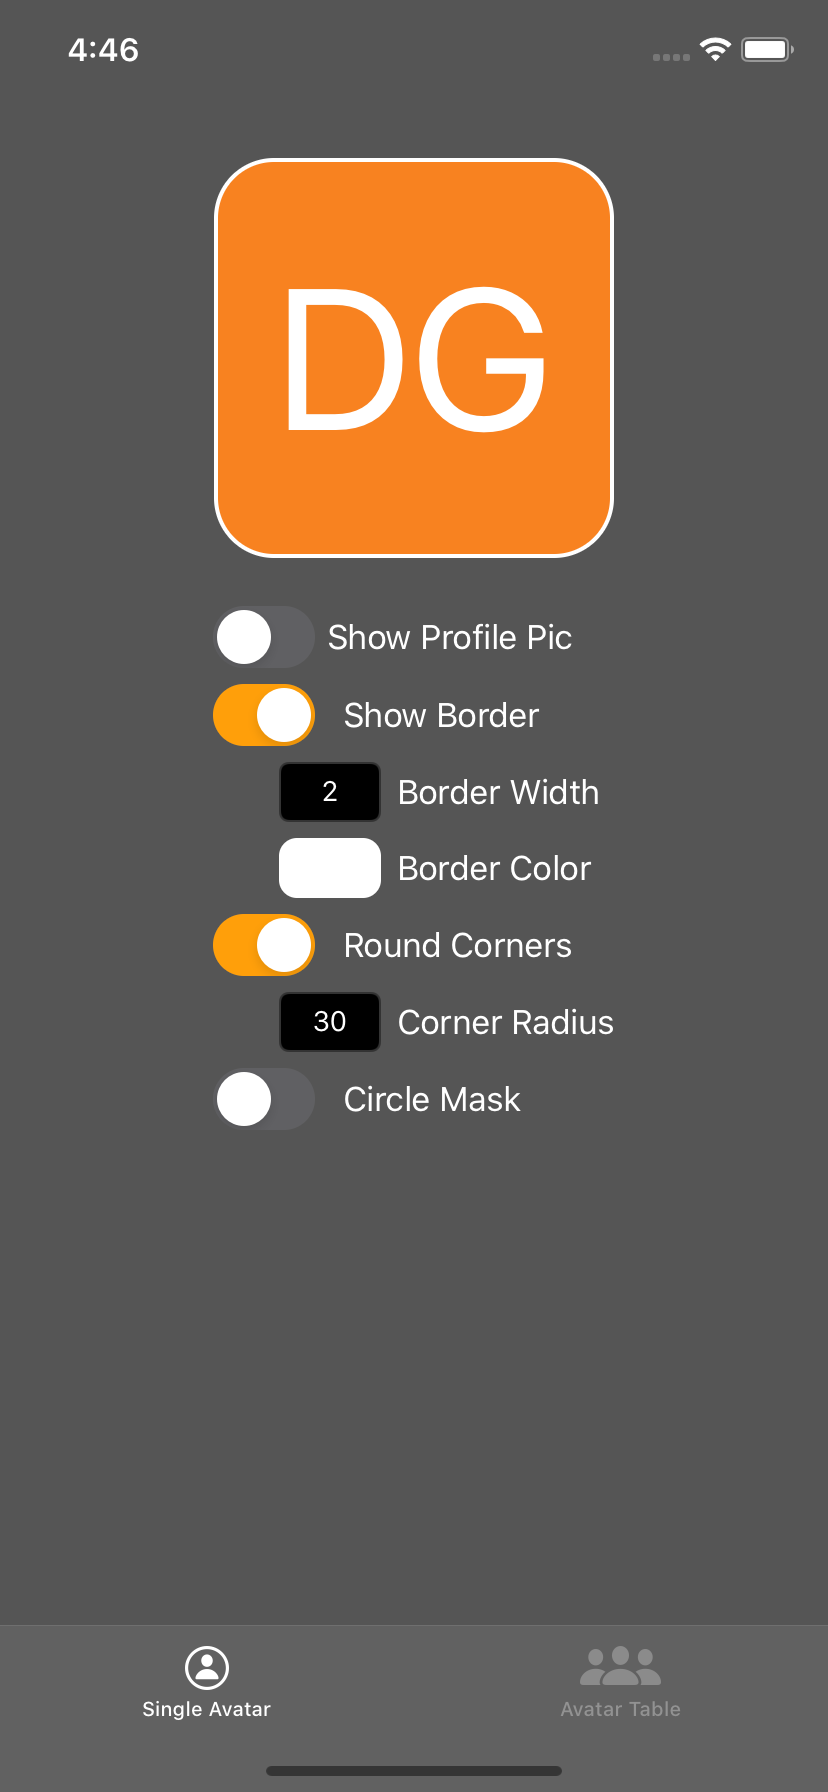 4:46
DG
Show Profile Pic
Show Border
2 Border Width
Border Color
Round Corners
30 Corner Radius
Circle Mask
Single Avatar Avatar Table